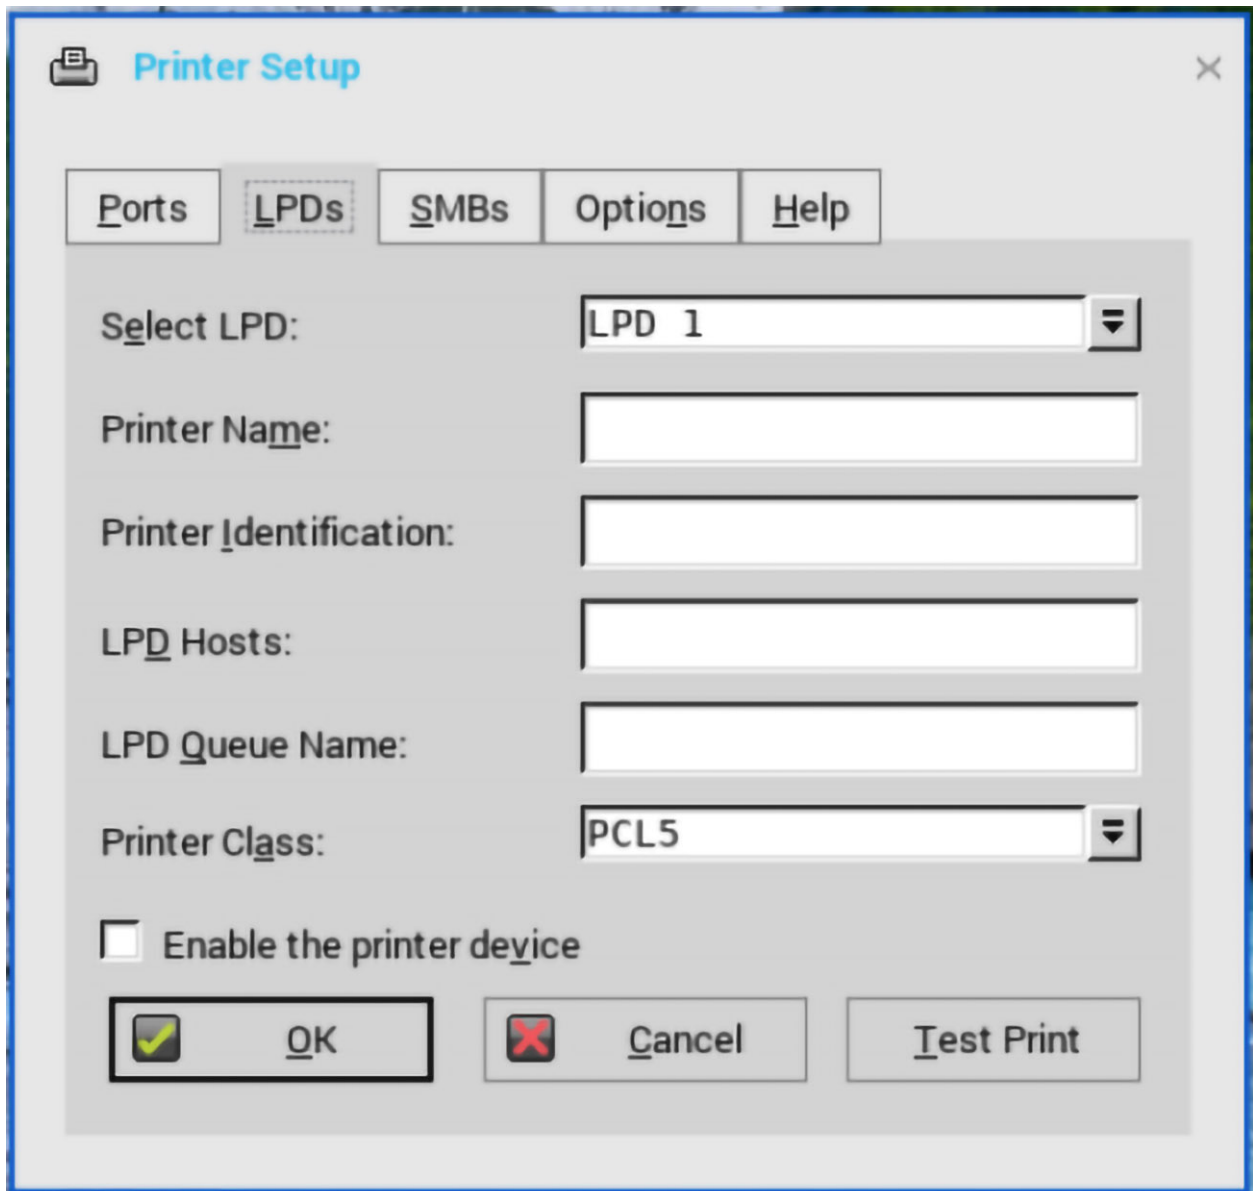 Printer Setup
Ports LPDs SMBs Options Help
Select LPD: LPD 1
Printer Name:
Printer Identification:
LPD Hosts:
LPD Queue Name:
Printer Class: PCL5
Enable the printer device
OK Cancel Test Print